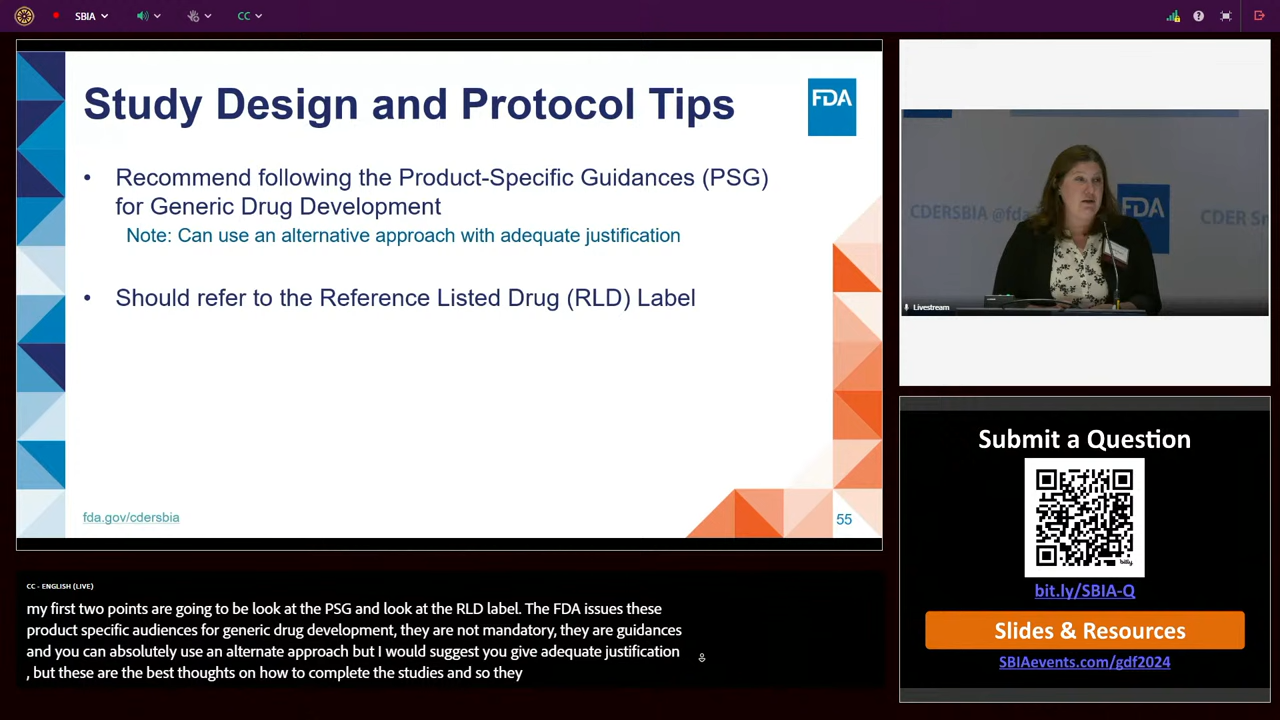 SBIA
CC
Study Design and Protocol Tips
FDA
• Recommend following the Product-Specific Guidances (PSG)
for Generic Drug Development
Note: Can use an alternative approach with adequate justification
• Should refer to the Reference Listed Drug (RLD) Label
fda.gov/cdersbia
55
CDERSBIA @fda
FDA
CDER Sm
Livestream
Submit a Question
bitly
bit.ly/SBIA-Q
Slides & Resources
SBIAevents.com/gdf2024
CC - ENGLISH (LIVE)
my first two points are going to be look at the PSG and look at the RLD label. The FDA issues these
product specific audiences for generic drug development, they are not mandatory, they are guidances
and you can absolutely use an alternate approach but I would suggest you give adequate justification
, but these are the best thoughts on how to complete the studies and so they